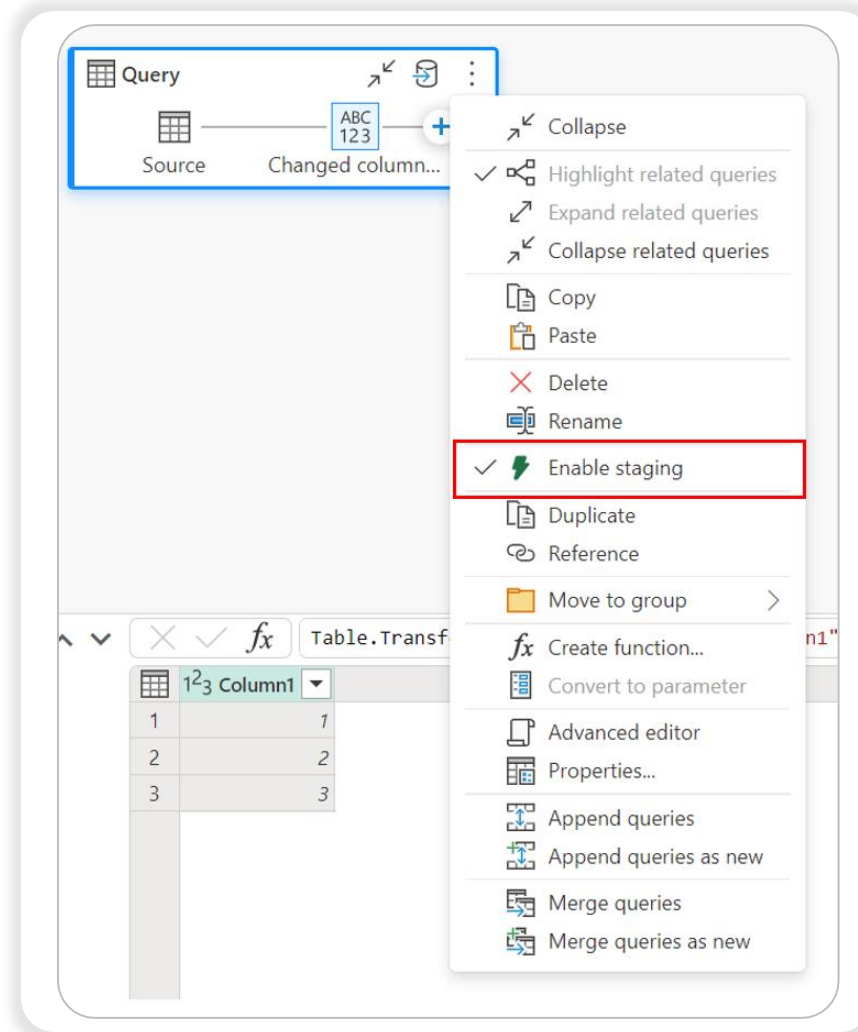 Query
ABC
123
Source
Changed column...
Collapse
Highlight related queries
Expand related queries
Collapse related queries
Copy
Paste
Delete
Rename
Enable staging
Duplicate
Reference
Move to group
fx Create function...
Convert to parameter
Advanced editor
Properties...
Append queries
Append queries as new
Merge queries
Merge queries as new
fx Table.Transf n1"
123 Column1
1 1
2 2
3 3